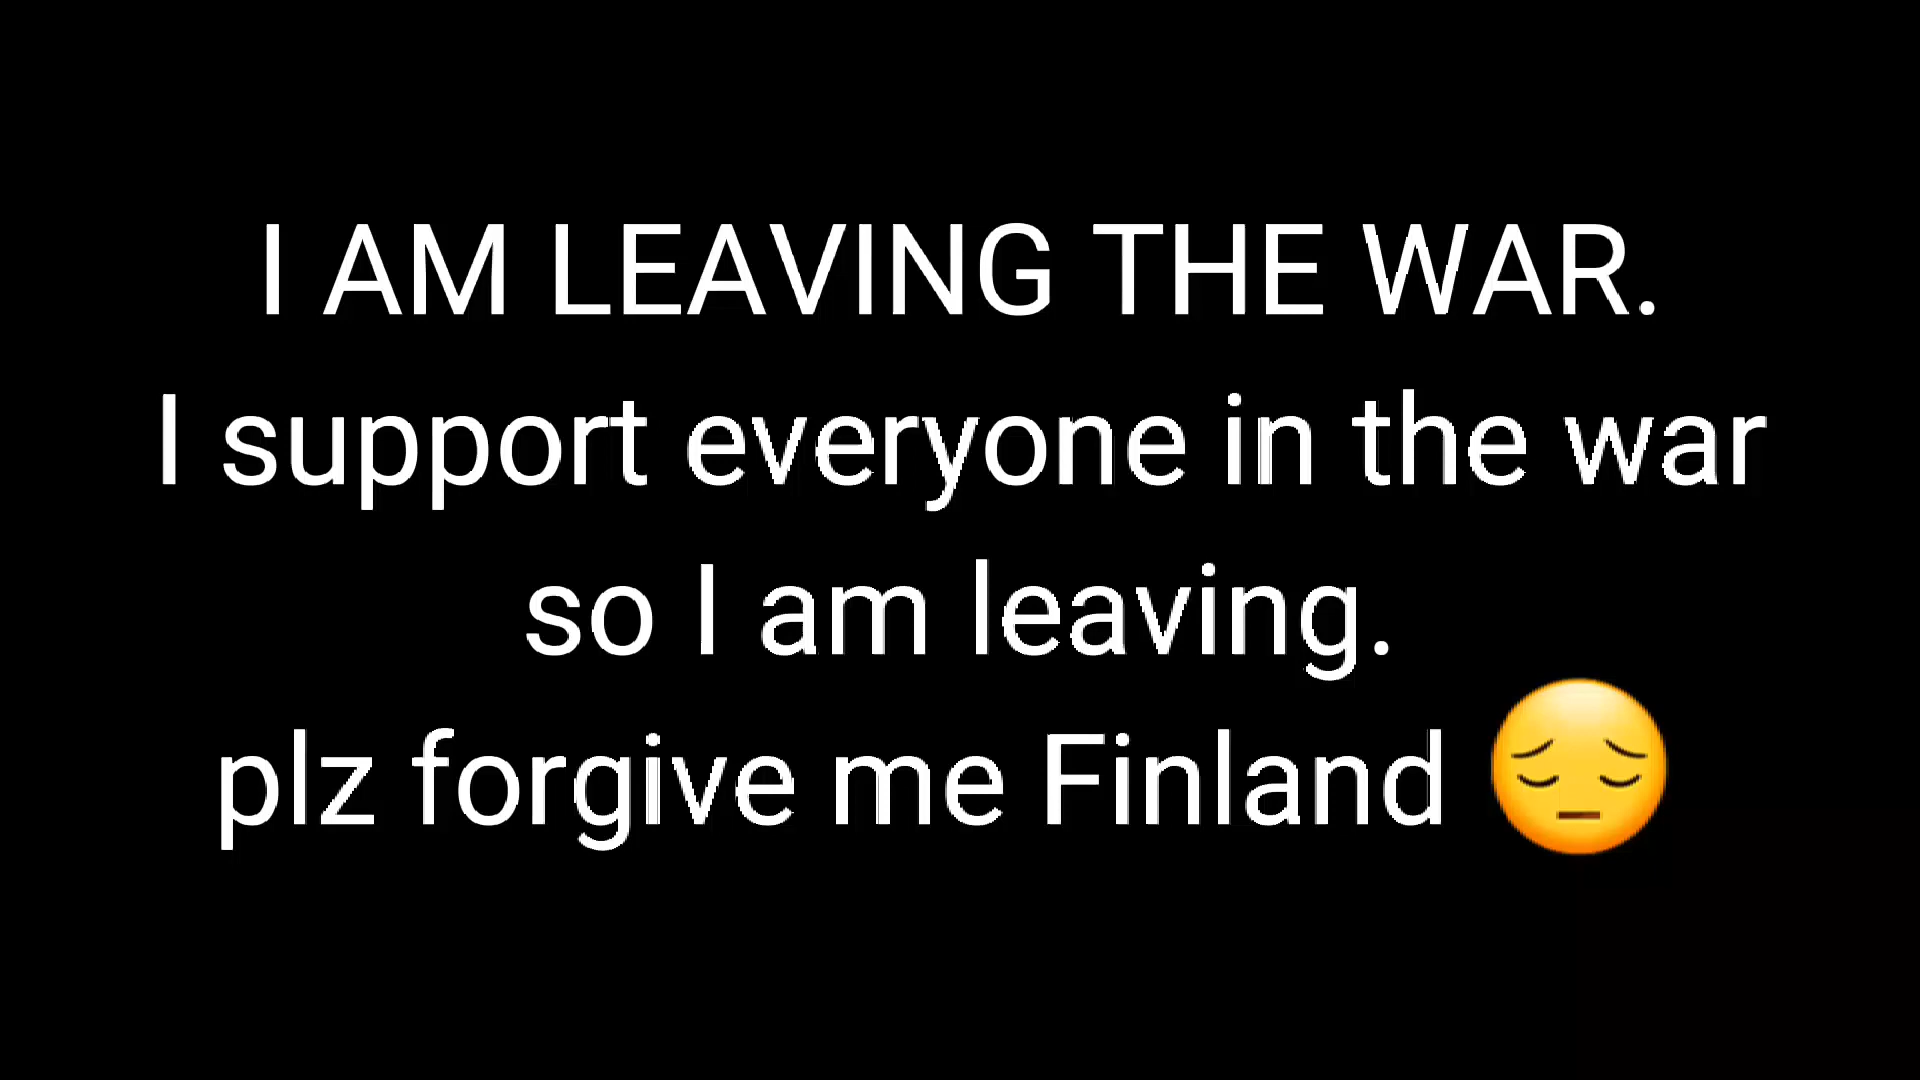 I AM LEAVING THE WAR.
I support everyone in the war
so I am leaving.
plz forgive me Finland 😔